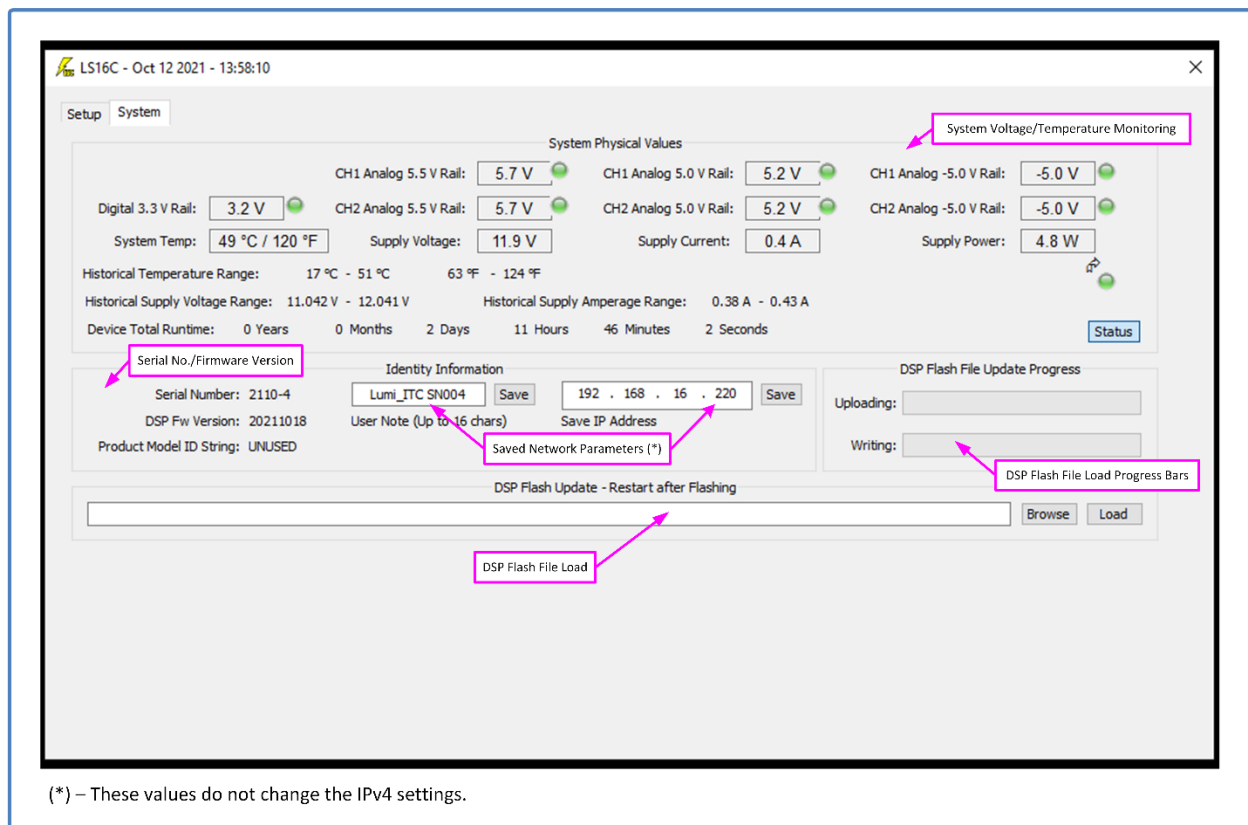 LS16C - Oct 12 2021 - 13:58:10
Setup System
System Voltage/Temperature Monitoring
System Physical Values
CH1 Analog 5.5 V Rail: 5.7 V CH1 Analog 5.0 V Rail: 5.2 V CH1 Analog -5.0 V Rail: -5.0 V
Digital 3.3 V Rail: 3.2 V CH2 Analog 5.5 V Rail: 5.7 V CH2 Analog 5.0 V Rail: 5.2 V CH2 Analog -5.0 V Rail: -5.0 V
System Temp: 49 °C / 120 °F Supply Voltage: 11.9 V Supply Current: 0.4 A Supply Power: 4.8 W
Historical Temperature Range: 17 °C - 51 °C 63 °F - 124 °F
Historical Supply Voltage Range: 11.042 V - 12.041 V Historical Supply Amperage Range: 0.38 A - 0.43 A
Device Total Runtime: 0 Years 0 Months 2 Days 11 Hours 46 Minutes 2 Seconds Status
Serial No./Firmware Version
Identity Information DSP Flash File Update Progress
Serial Number: 2110-4 Lumi_ITC SN004 Save 192 . 168 . 16 . 220 Save Uploading:
DSP Fw Version: 20211018 User Note (Up to 16 chars) Save IP Address
Product Model ID String: UNUSED Saved Network Parameters (*) Writing:
DSP Flash File Load Progress Bars
DSP Flash Update - Restart after Flashing
Browse Load
DSP Flash File Load
(*) – These values do not change the IPv4 settings.